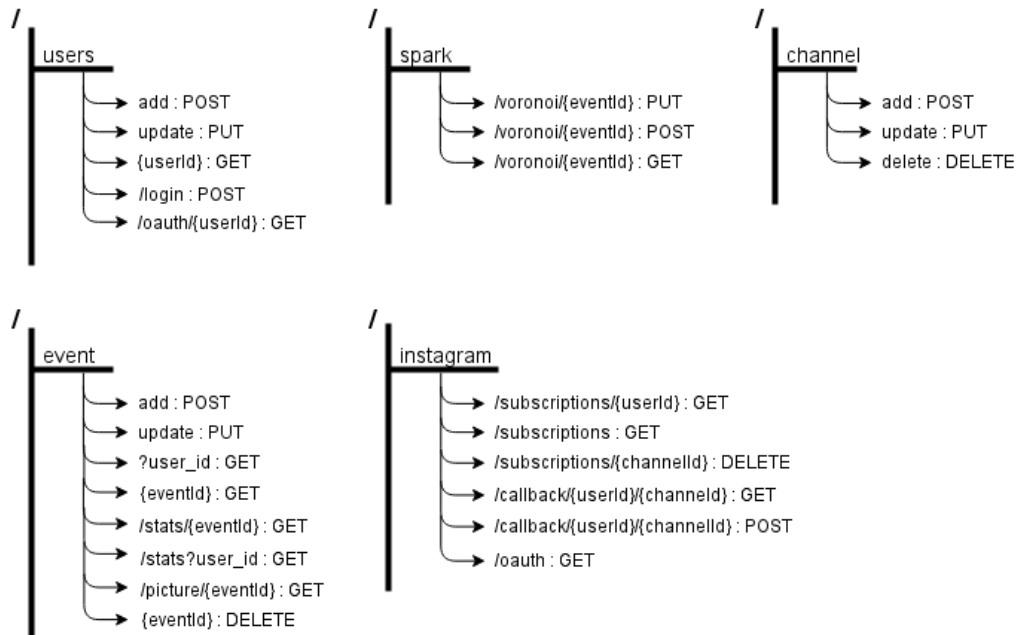 /
users
add : POST
update : PUT
{userId} : GET
/login : POST
/oauth/{userId} : GET
/
spark
/voronoi/{eventId} : PUT
/voronoi/{eventId} : POST
/voronoi/{eventId} : GET
/
channel
add : POST
update : PUT
delete : DELETE
/
event
add : POST
update : PUT
?user_id : GET
{eventId} : GET
/stats/{eventId} : GET
/stats?user_id : GET
/picture/{eventId} : GET
{eventId} : DELETE
/
instagram
/subscriptions/{userId} : GET
/subscriptions : GET
/subscriptions/{channelId} : DELETE
/callback/{userId}/{channeld} : GET
/callback/{userId}/{channelId} : POST
/oauth : GET